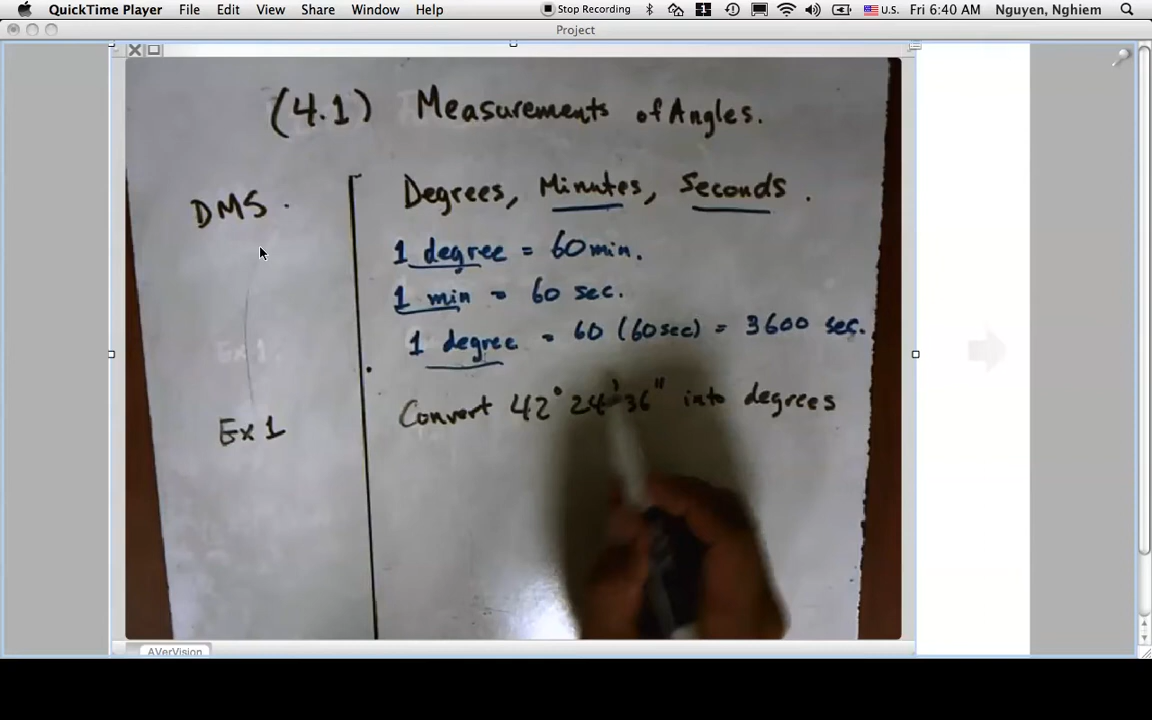 QuickTime Player File Edit View Share Window Help Stop Recording U.S. Fri 6:40 AM Nguyen, Nghiem
Project
(4.1) Measurements of Angles.
DMS. Degrees, Minutes, Seconds.
1 degree = 60 min.
1 min = 60 sec.
1 degree = 60 (60 sec) = 3600 sec.
Ex 1
Ex 1 Convert 42° 24' 36" into degrees
AVerVision